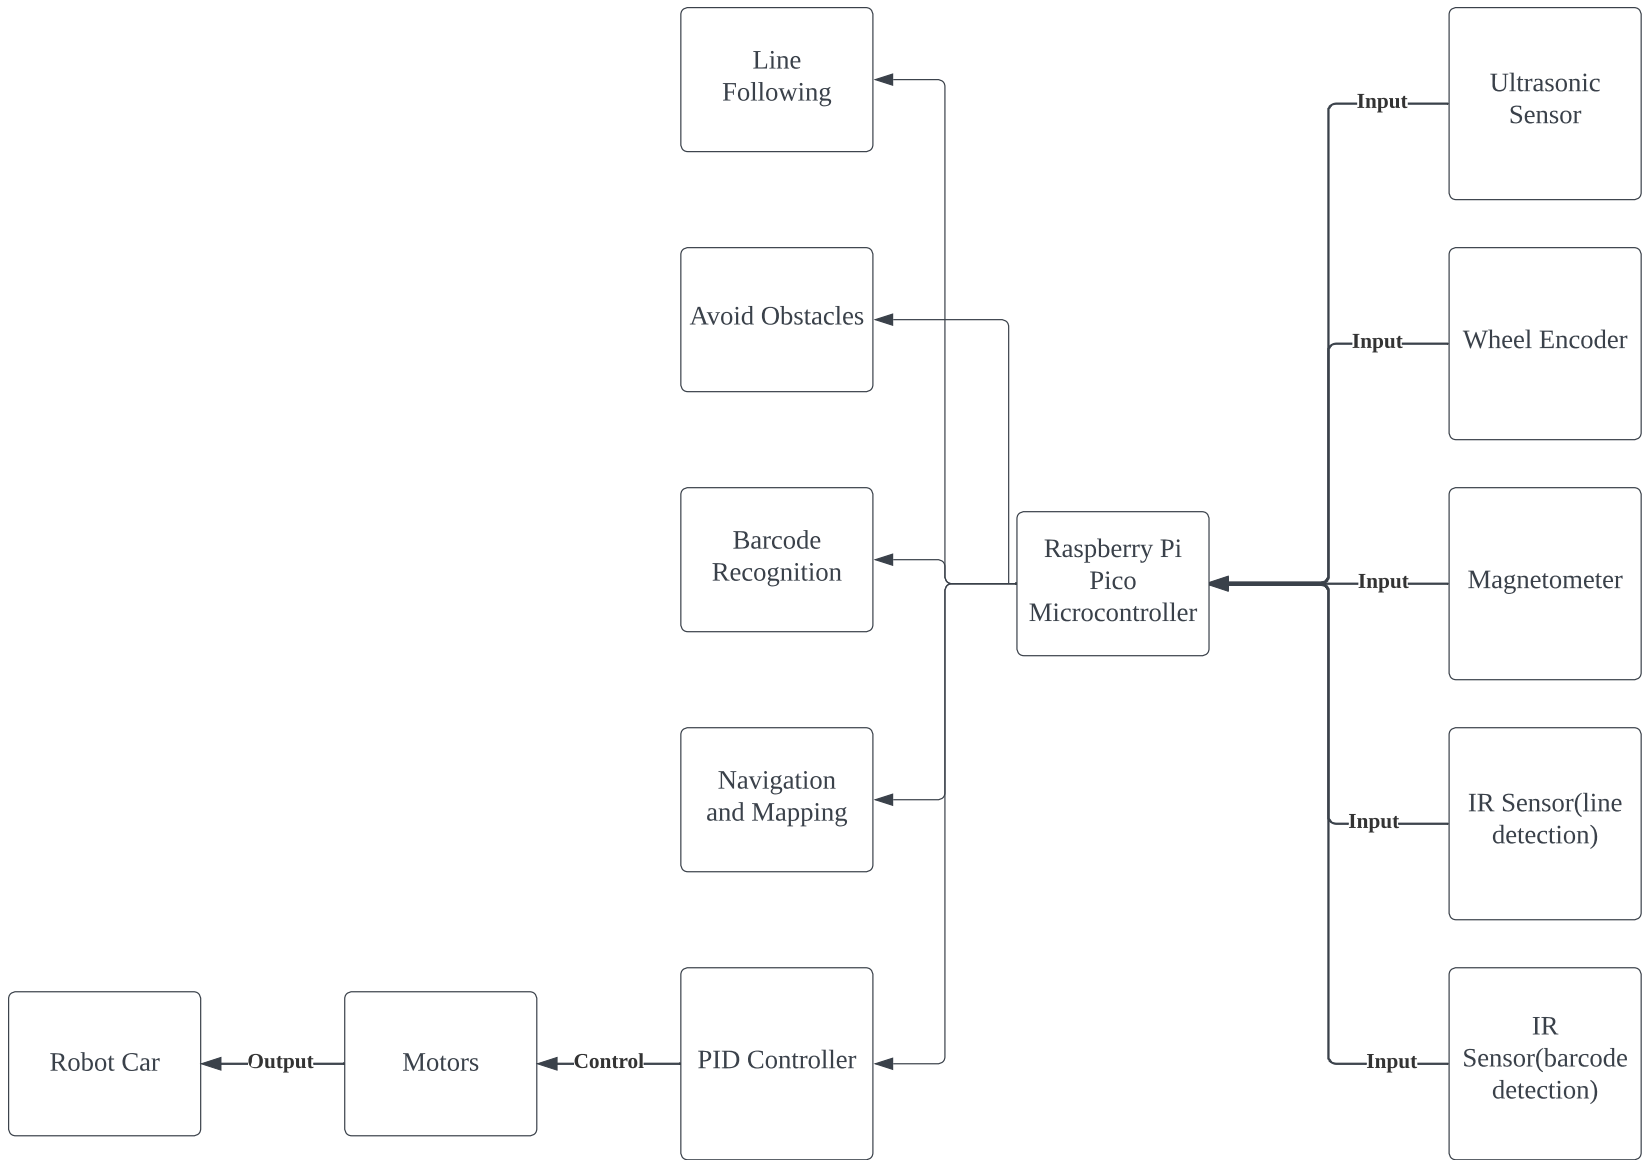 Line
Following
Input
Ultrasonic
Sensor
Avoid Obstacles
Input
Wheel Encoder
Barcode
Recognition
Raspberry Pi
Pico
Microcontroller
Input
Magnetometer
Navigation
and Mapping
Input
IR Sensor(line
detection)
Robot Car
Output
Motors
Control
PID Controller
Input
IR
Sensor(barcode
detection)